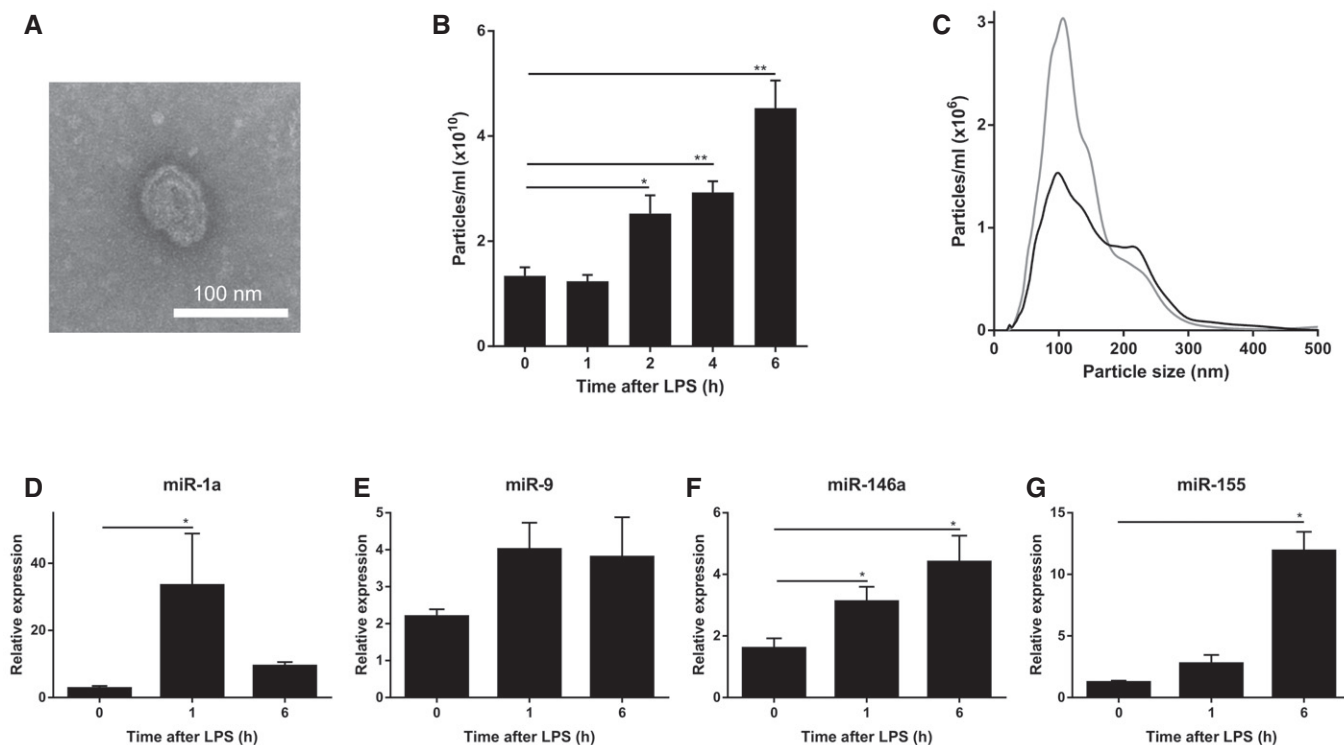 A
100 nm
B
Particles/ml (x10¹⁰)
6
4
2
0
**
**
*
0 1 2 4 6
Time after LPS (h)
C
Particles/ml (x10⁶)
3
2
1
0
0 100 200 300 400 500
Particle size (nm)
D
miR-1a
Relative expression
40
20
0
*
0 1 6
Time after LPS (h)
E
miR-9
Relative expression
5
4
3
2
1
0
0 1 6
Time after LPS (h)
F
miR-146a
Relative expression
6
4
2
0
*
*
0 1 6
Time after LPS (h)
G
miR-155
Relative expression
15
10
5
0
*
0 1 6
Time after LPS (h)